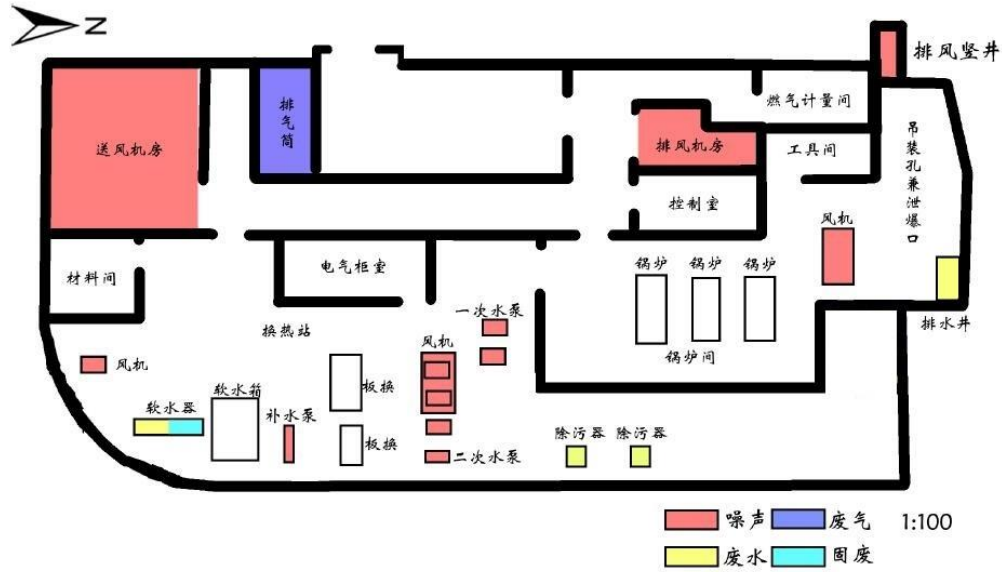 N
排风竖井
燃气计量间
送风机房
排气筒
排风机房
工具间
吊装孔兼泄爆口
控制室
风机
材料间
电气柜室
锅炉
锅炉
锅炉
一次水泵
排水井
换热站
风机
锅炉间
风机
板换
软水箱
软水器
补水泵
板换
二次水泵
除污器
除污器
噪声
废气
1:100
废水
固废